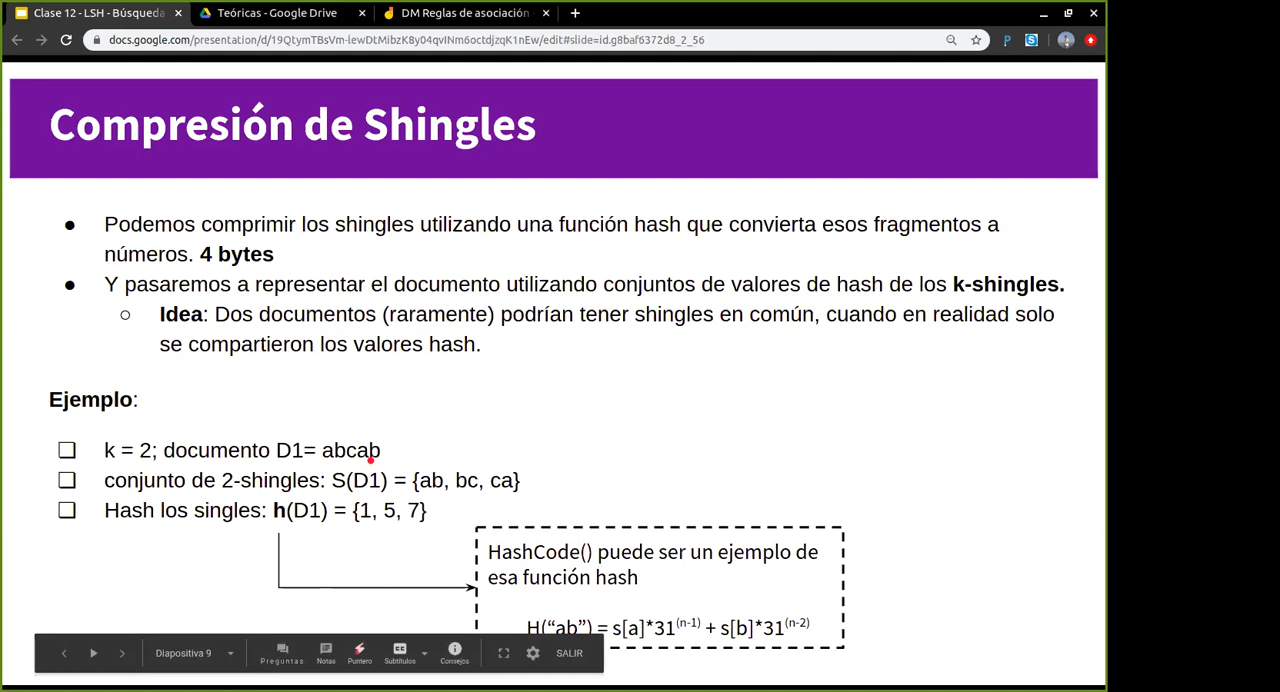 Clase 12 - LSH - Búsqueda
Teóricas - Google Drive
DM Reglas de asociación
docs.google.com/presentation/d/19QtymTBsVm-lewDtMibzK8y04qvINm6octdjzqK1nEw/edit#slide=id.g8baf6372d8_2_56
Compresión de Shingles
● Podemos comprimir los shingles utilizando una función hash que convierta esos fragmentos a
números. 4 bytes
● Y pasaremos a representar el documento utilizando conjuntos de valores de hash de los k-shingles.
○ Idea: Dos documentos (raramente) podrían tener shingles en común, cuando en realidad solo
se compartieron los valores hash.
Ejemplo:
❏ k = 2; documento D1= abcab
❏ conjunto de 2-shingles: S(D1) = {ab, bc, ca}
❏ Hash los singles: h(D1) = {1, 5, 7}
HashCode() puede ser un ejemplo de
esa función hash
H(“ab”) = s[a]*31(n-1) + s[b]*31(n-2)
Diapositiva 9
Preguntas
Notas
Puntero
Subtítulos
Consejos
SALIR